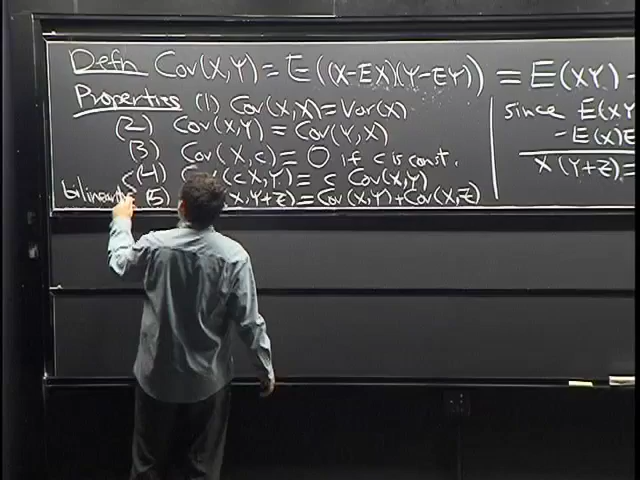 Defn Cov(X,Y) = E((X-EX)(Y-EY)) = E(XY) -
Properties (1) Cov(X,X) = Var(X)
(2) Cov(X,Y) = Cov(Y,X)
(3) Cov(X,c) = 0 if c is const.
(4) (cX,Y) = c Cov(X,Y)
(5) (X,Y+Z) = Cov(X,Y) + Cov(X,Z)
since E(XY
-E(X)E
X(Y+Z) =